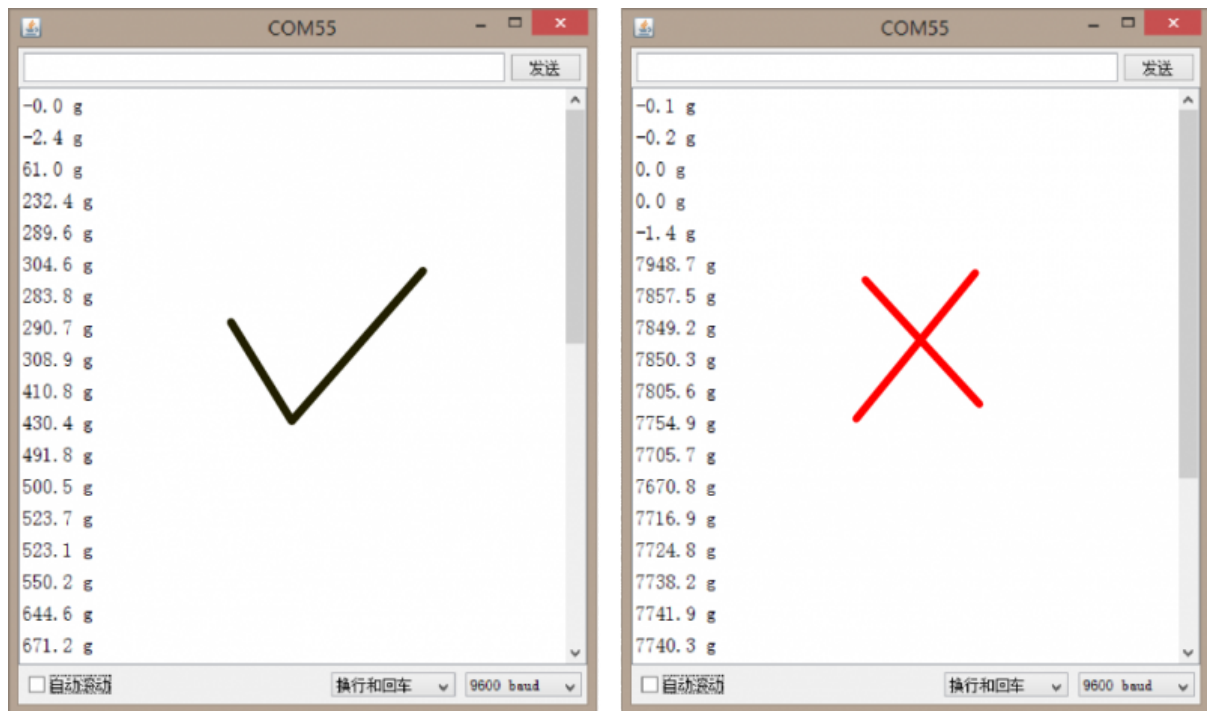 COM55
发送
-0.0 g
-2.4 g
61.0 g
232.4 g
289.6 g
304.6 g
283.8 g
290.7 g
308.9 g
410.8 g
430.4 g
491.8 g
500.5 g
523.7 g
523.1 g
550.2 g
644.6 g
671.2 g
自动滚动
换行和回车
9600 baud
COM55
发送
-0.1 g
-0.2 g
0.0 g
0.0 g
-1.4 g
7948.7 g
7857.5 g
7849.2 g
7850.3 g
7805.6 g
7754.9 g
7705.7 g
7670.8 g
7716.9 g
7724.8 g
7738.2 g
7741.9 g
7740.3 g
自动滚动
换行和回车
9600 baud